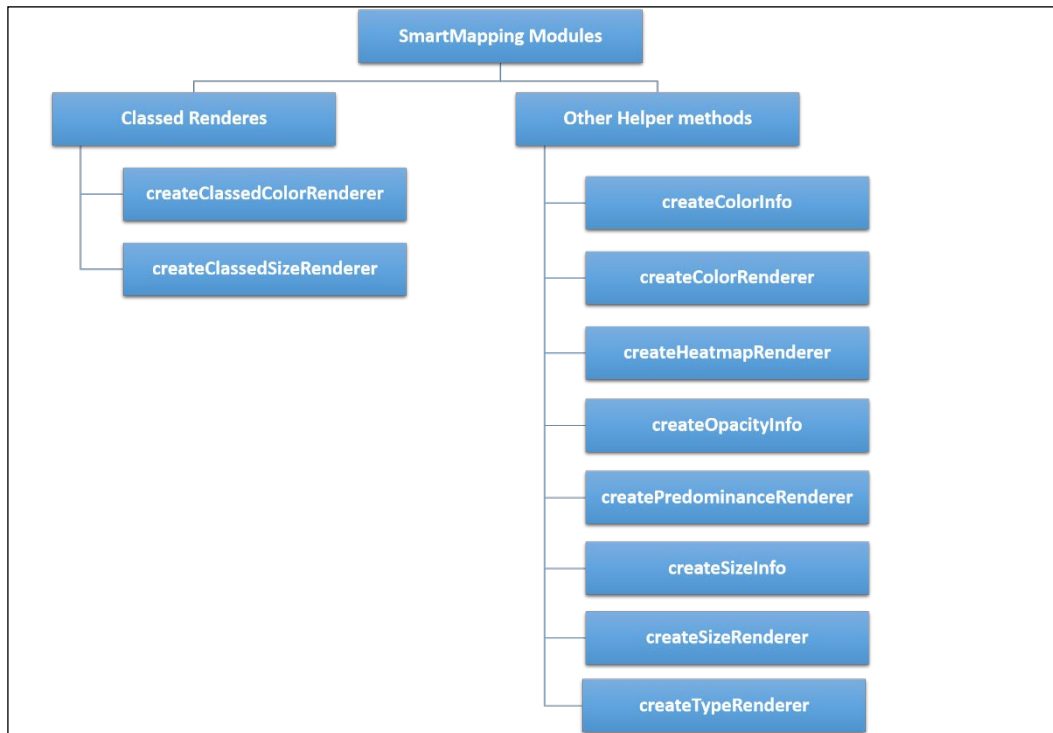 SmartMapping Modules
Classed Renderes
Other Helper methods
createClassedColorRenderer
createClassedSizeRenderer
createColorInfo
createColorRenderer
createHeatmapRenderer
createOpacityInfo
createPredominanceRenderer
createSizeInfo
createSizeRenderer
createTypeRenderer